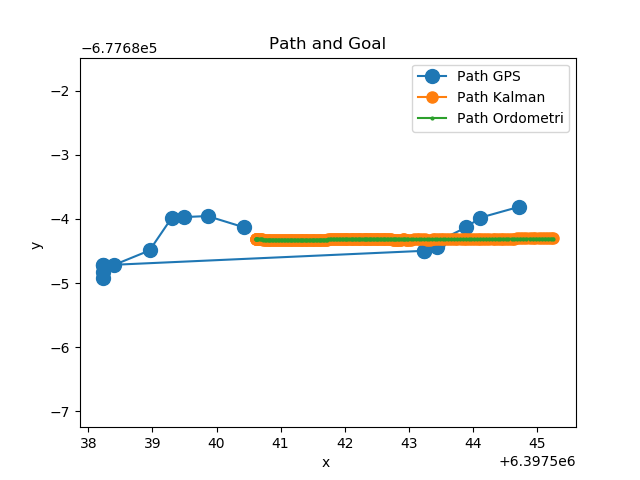 Path and Goal
−6.7768e5
Path GPS
Path Kalman
Path Ordometri
−2
−3
−4
−5
−6
−7
y
38 39 40 41 42 43 44 45
x
+6.3975e6